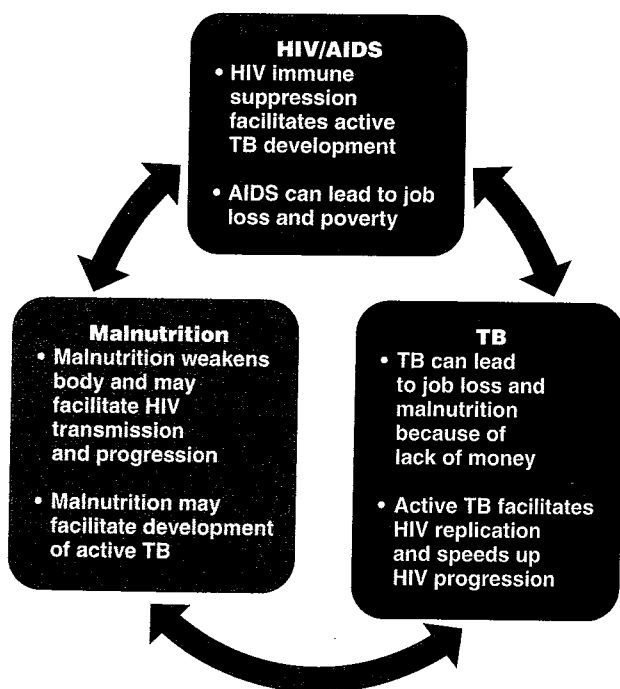 HIV/AIDS
• HIV immune
suppression
facilitates active
TB development
• AIDS can lead to job
loss and poverty
Malnutrition
• Malnutrition weakens
body and may
facilitate HIV
transmission
and progression
• Malnutrition may
facilitate development
of active TB
TB
• TB can lead
to job loss and
malnutrition
because of
lack of money
• Active TB facilitates
HIV replication
and speeds up
HIV progression